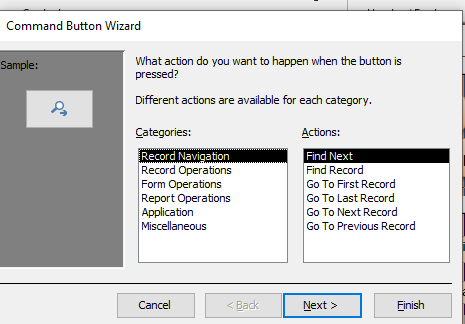 Command Button Wizard
Sample:
What action do you want to happen when the button is
pressed?
Different actions are available for each category.
Categories:
Actions:
Record Navigation
Record Operations
Form Operations
Report Operations
Application
Miscellaneous
Find Next
Find Record
Go To First Record
Go To Last Record
Go To Next Record
Go To Previous Record
Cancel
< Back
Next >
Finish